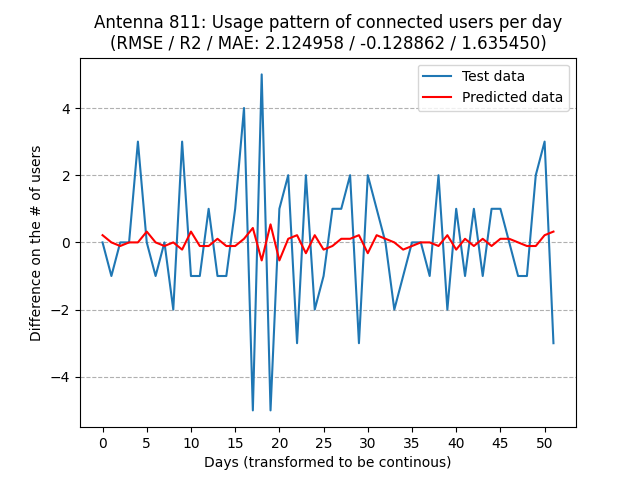 Antenna 811: Usage pattern of connected users per day
(RMSE / R2 / MAE: 2.124958 / -0.128862 / 1.635450)
Test data
Predicted data
Difference on the # of users
4
2
0
−2
−4
0 5 10 15 20 25 30 35 40 45 50
Days (transformed to be continous)